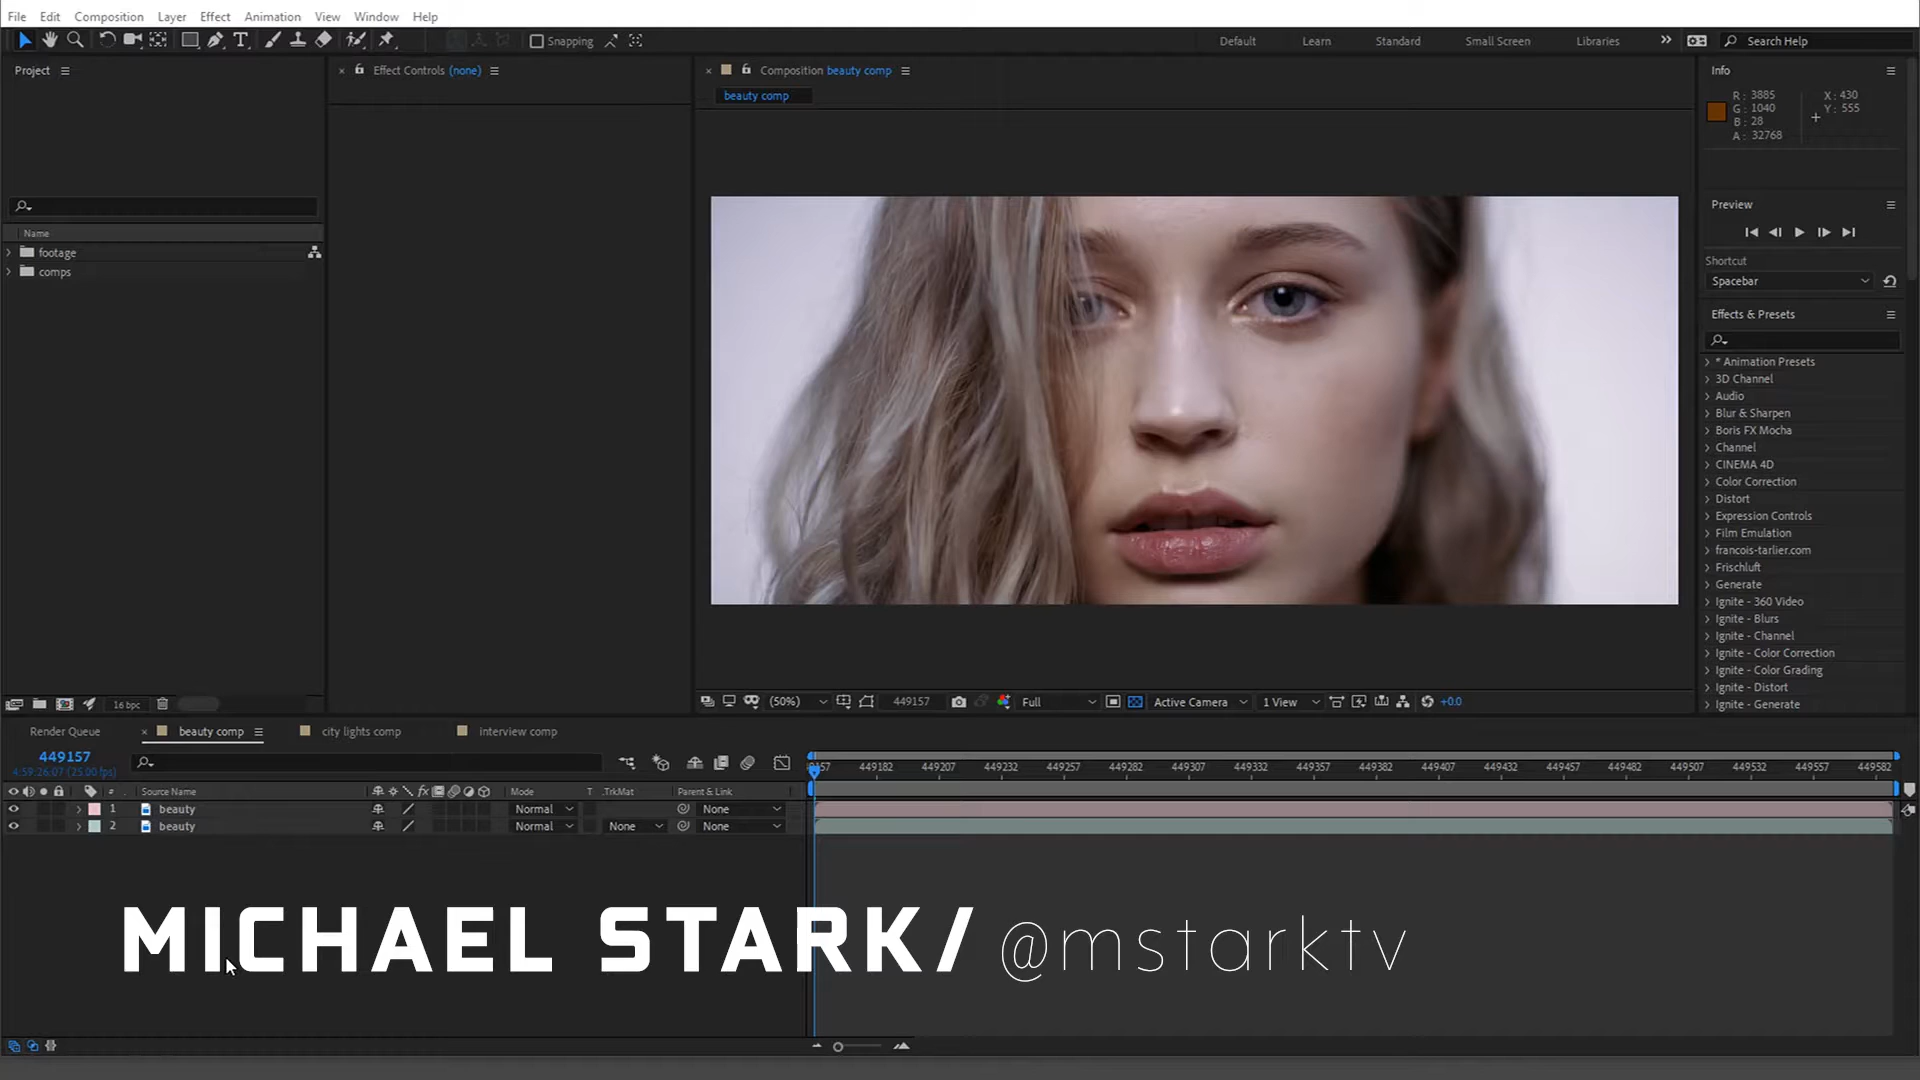 File Edit Composition Layer Effect Animation View Window Help
Snapping Default Learn Standard Small Screen Libraries Search Help
Project
Name
footage
comps
16 bpc
Effect Controls (none)
Composition beauty comp
beauty comp
(50%) 449157 Full Active Camera 1 View +0.0
Info
R: 3885 X: 430
G: 1040 Y: 555
B: 28
A: 32768
Preview
Shortcut
Spacebar
Effects & Presets
* Animation Presets
3D Channel
Audio
Blur & Sharpen
Boris FX Mocha
Channel
CINEMA 4D
Color Correction
Distort
Expression Controls
Film Emulation
francois-tarlier.com
Frischluft
Generate
Ignite - 360 Video
Ignite - Blurs
Ignite - Channel
Ignite - Color Correction
Ignite - Color Grading
Ignite - Distort
Ignite - Generate
Render Queue beauty comp city lights comp interview comp
449157
4:59:26:07 (25.00 fps)
449182 449207 449232 449257 449282 449307 449332 449357 449382 449407 449432 449457 449482 449507 449532 449557 449582
# Source Name Mode T .TrkMat Parent & Link
1 beauty Normal None
2 beauty Normal None None
MICHAEL STARK/ @mstarktv